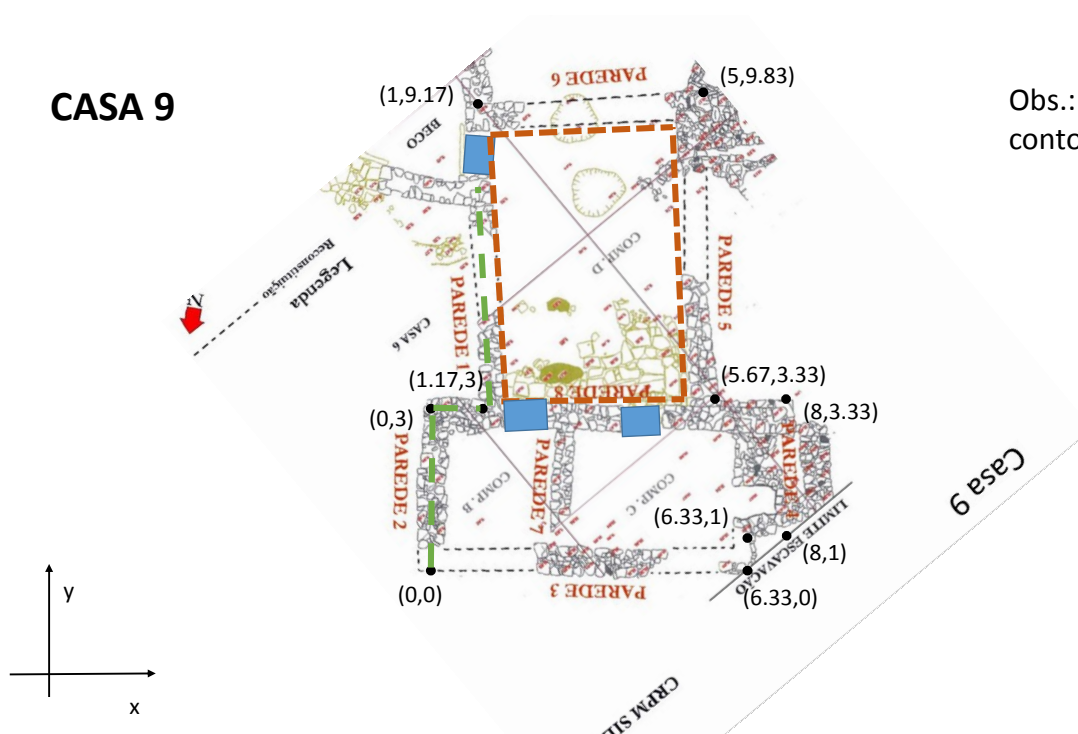 CASA 9
Obs.:
conto
PAREDE 6
(1,9.17)
(5,9.83)
BECO
COMP. D
Legenda
Reconstituição
PAREDE 1
PAREDE 5
CASA 6
(1.17,3)
PAREDE 8
(5.67,3.33)
(0,3)
(8,3.33)
PAREDE 2
PAREDE 7
COMP. B
COMP. C
Casa 9
(6.33,1)
LIMITE ESCAVAÇÃO
(8,1)
(0,0)
PAREDE 3
(6.33,0)
y
x